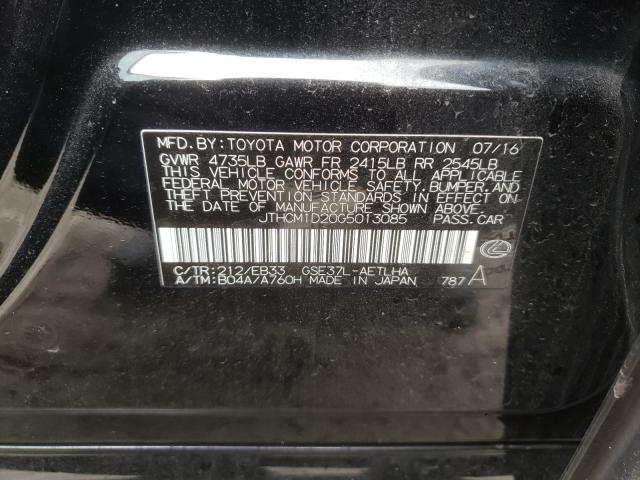 MFD.BY:TOYOTA MOTOR CORPORATION 07/16
GVWR 4735LB GAWR FR 2415LB RR 2545LB
THIS VEHICLE CONFORMS TO ALL APPLICABLE
FEDERAL MOTOR VEHICLE SAFETY,BUMPER,AND
THEFT PREVENTION STANDARDS IN EFFECT ON
THE DATE OF MANUFACTURE SHOWN ABOVE.
JTHCM1D20G5013085 PASS.CAR
C/TR:212/EB33 GSE37L-AETLHA
A/TM:B04A/A760H MADE IN JAPAN 787 A